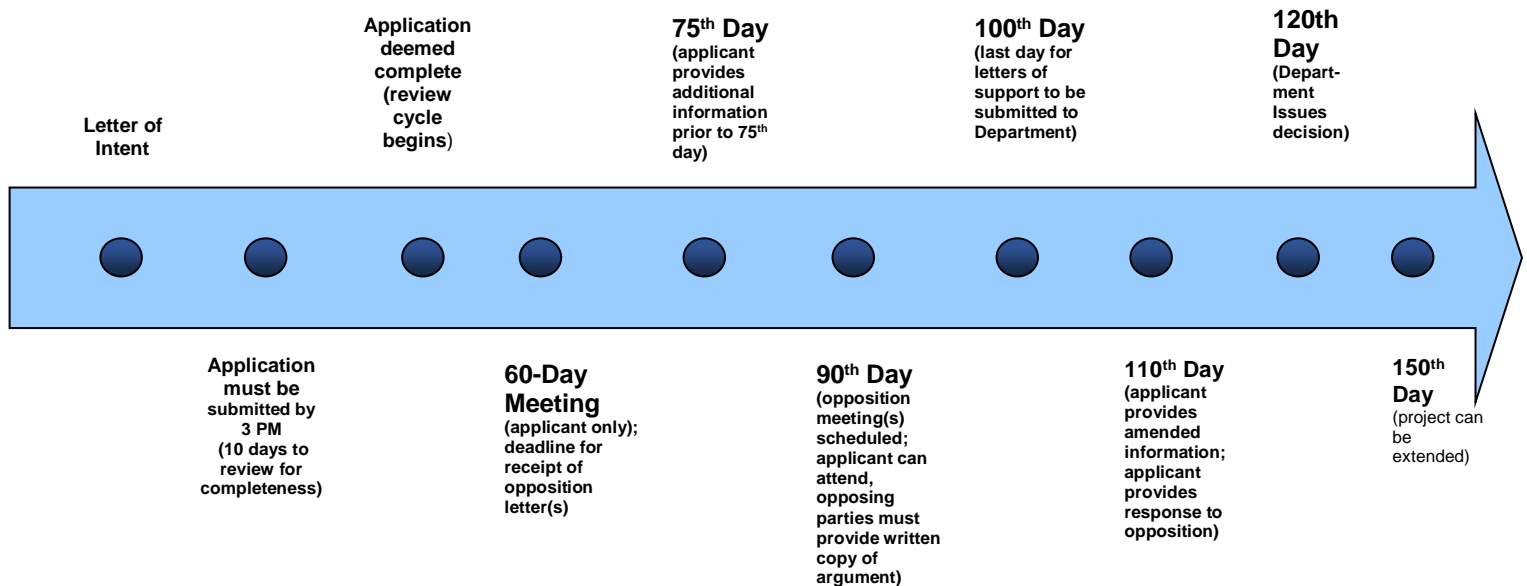 Letter of
Intent
Application
must be
submitted by
3 PM
(10 days to
review for
completeness)
Application
deemed
complete
(review
cycle
begins)
60-Day
Meeting
(applicant only);
deadline for
receipt of
opposition
letter(s)
75th Day
(applicant
provides
additional
information
prior to 75th
day)
90th Day
(opposition
meeting(s)
scheduled;
applicant can
attend,
opposing
parties must
provide written
copy of
argument)
100th Day
(last day for
letters of
support to be
submitted to
Department)
110th Day
(applicant
provides
amended
information;
applicant
provides
response to
opposition)
120th
Day
(Depart-
ment
Issues
decision)
150th
Day
(project can
be
extended)